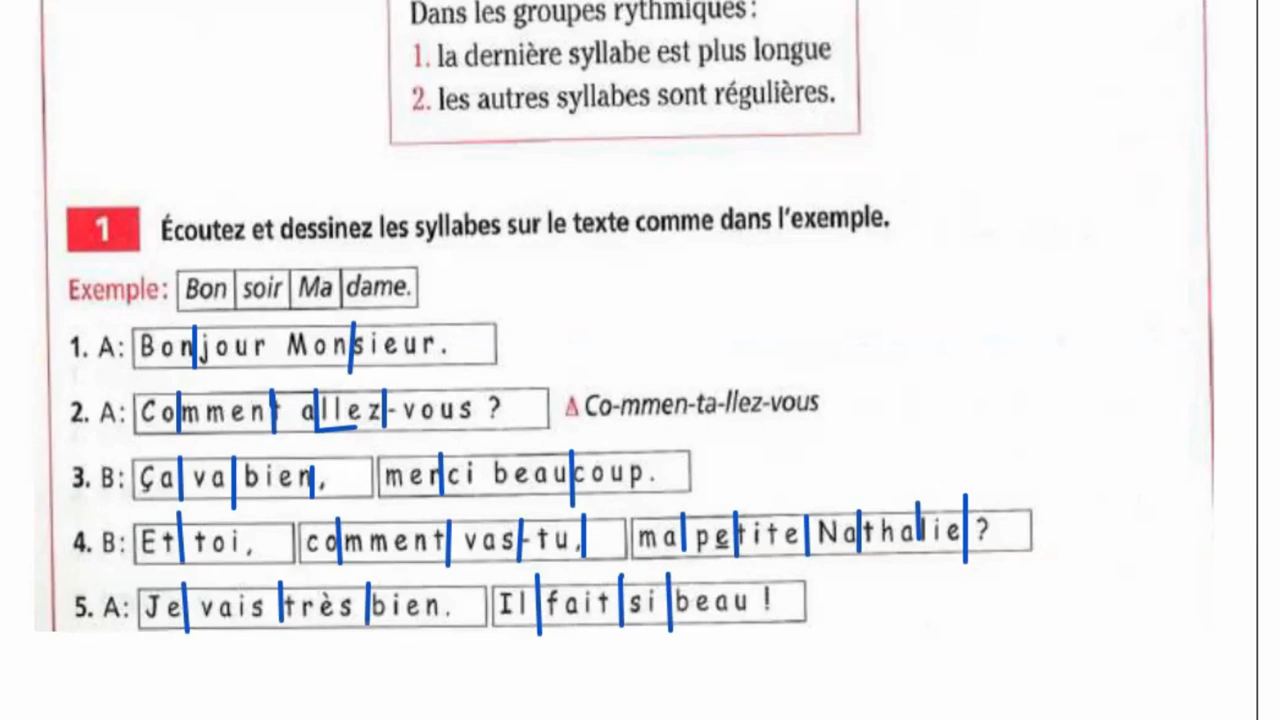 Dans les groupes rythmiques :
1. la dernière syllabe est plus longue
2. les autres syllabes sont régulières.
1 Écoutez et dessinez les syllabes sur le texte comme dans l'exemple.
Exemple : Bon soir Ma dame.
1. A: Bonjour Monsieur.
2. A: Comment allez-vous ? Δ Co-mmen-ta-llez-vous
3. B: Ça va bien, merci beaucoup.
4. B: Et toi, comment vas-tu, ma petite Nathalie ?
5. A: Je vais très bien. Il fait si beau !